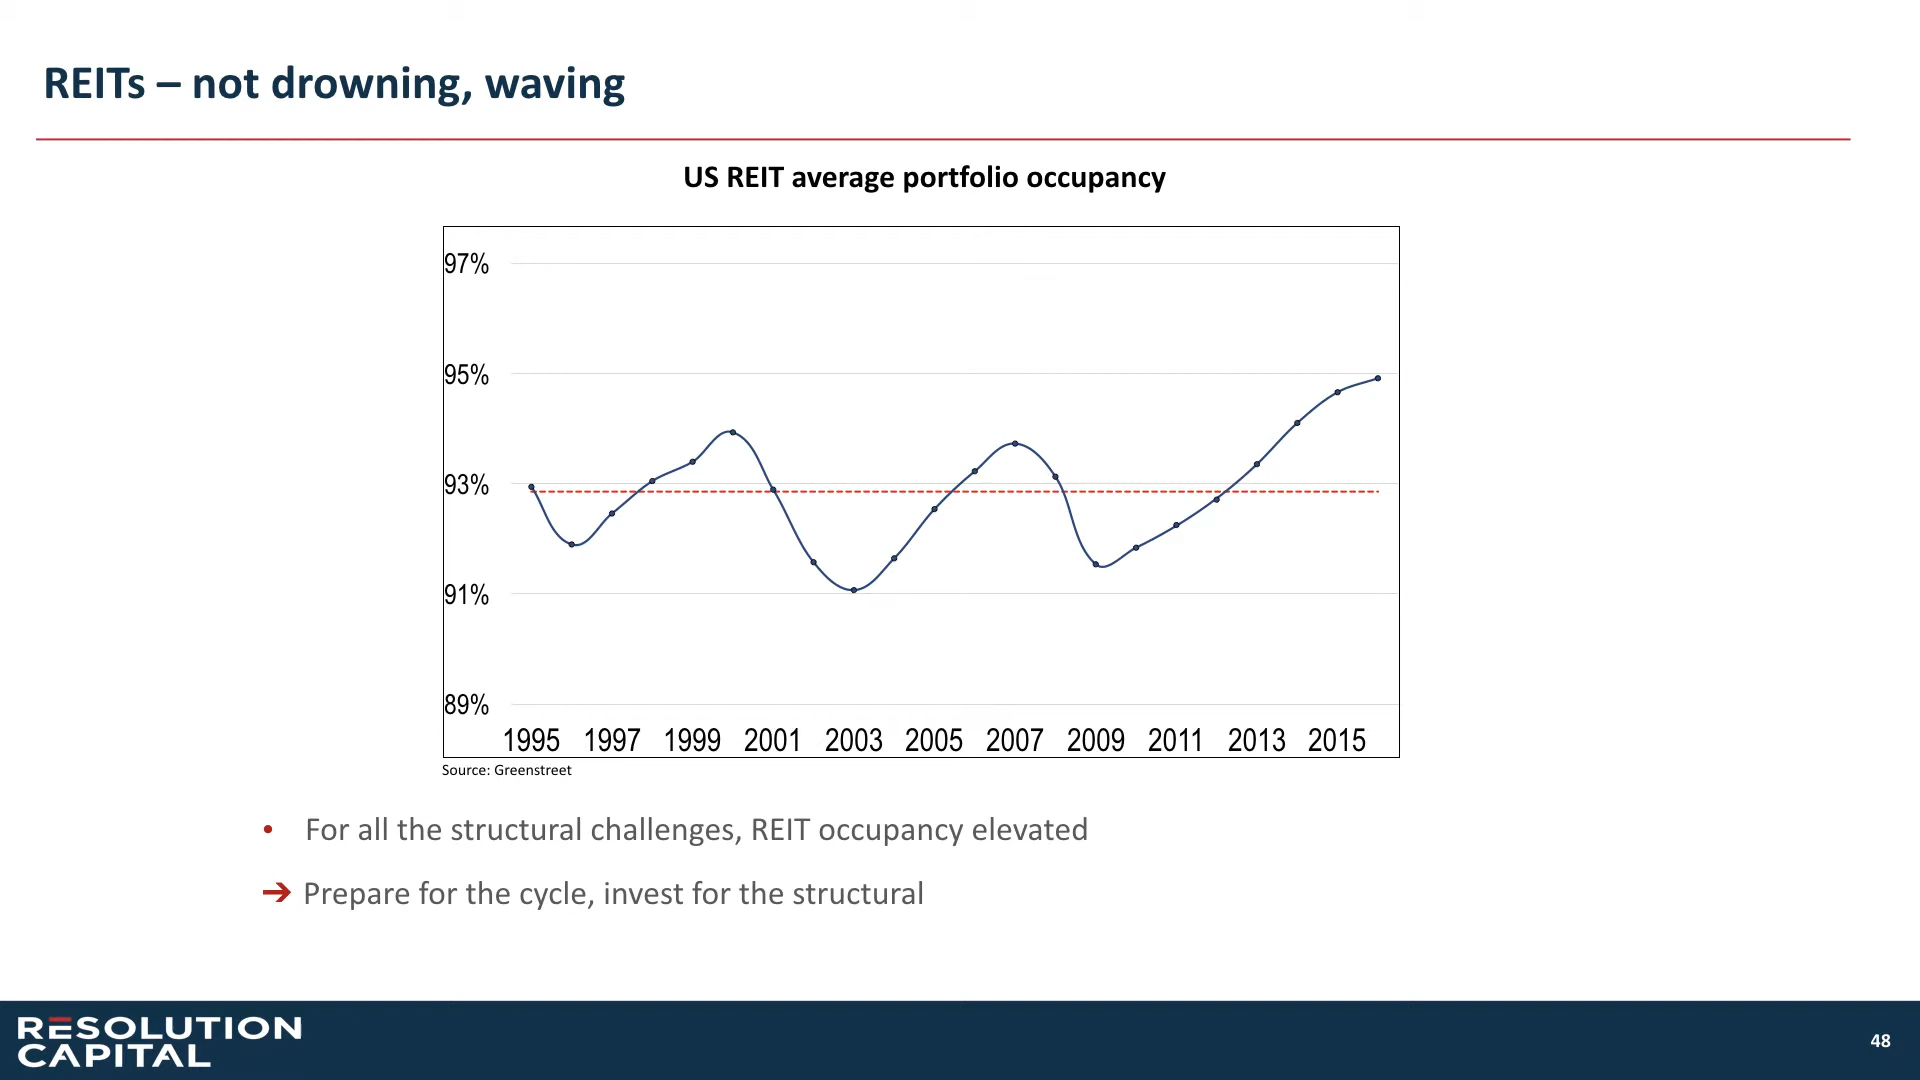 REITs – not drowning, waving
US REIT average portfolio occupancy
97%
95%
93%
91%
89%
1995 1997 1999 2001 2003 2005 2007 2009 2011 2013 2015
Source: Greenstreet
• For all the structural challenges, REIT occupancy elevated
➔ Prepare for the cycle, invest for the structural
RESOLUTION
CAPITAL
48